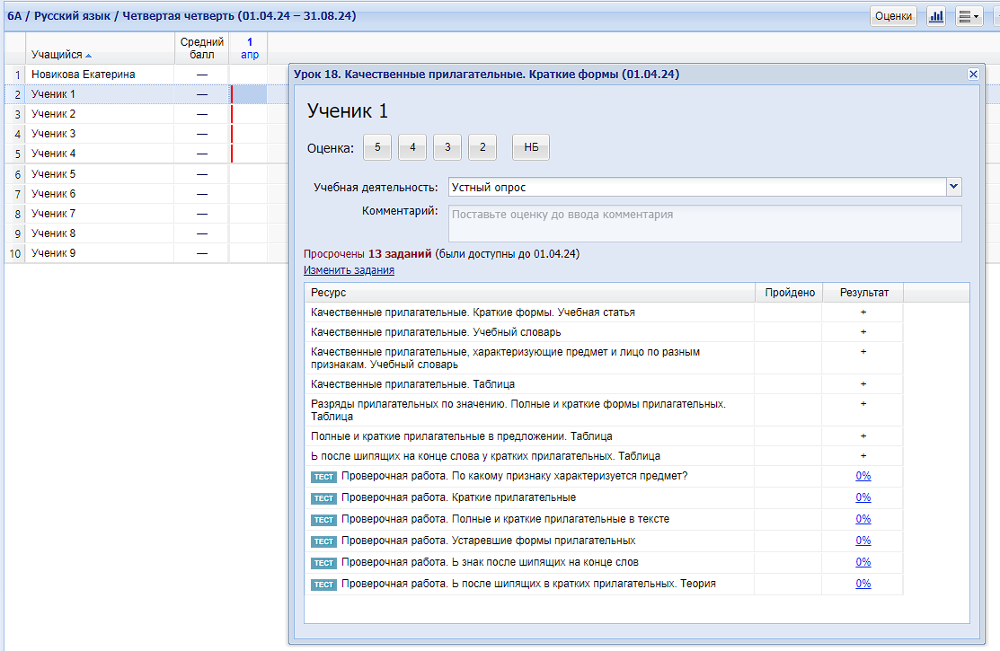 6А / Русский язык / Четвертая четверть (01.04.24 – 31.08.24)
Оценки
Учащийся
Средний балл
1 апр
1 Новикова Екатерина —
2 Ученик 1 —
3 Ученик 2 —
4 Ученик 3 —
5 Ученик 4 —
6 Ученик 5 —
7 Ученик 6 —
8 Ученик 7 —
9 Ученик 8 —
10 Ученик 9 —
Урок 18. Качественные прилагательные. Краткие формы (01.04.24)
Ученик 1
Оценка: 5 4 3 2 НБ
Учебная деятельность: Устный опрос
Комментарий: Поставьте оценку до ввода комментария
Просрочены 13 заданий (были доступны до 01.04.24)
Изменить задания
Ресурс Пройдено Результат
Качественные прилагательные. Краткие формы. Учебная статья +
Качественные прилагательные. Учебный словарь +
Качественные прилагательные, характеризующие предмет и лицо по разным +
признакам. Учебный словарь
Качественные прилагательные. Таблица +
Разряды прилагательных по значению. Полные и краткие формы прилагательных. +
Таблица
Полные и краткие прилагательные в предложении. Таблица +
Ь после шипящих на конце слова у кратких прилагательных. Таблица +
ТЕСТ Проверочная работа. По какому признаку характеризуется предмет? 0%
ТЕСТ Проверочная работа. Краткие прилагательные 0%
ТЕСТ Проверочная работа. Полные и краткие прилагательные в тексте 0%
ТЕСТ Проверочная работа. Устаревшие формы прилагательных 0%
ТЕСТ Проверочная работа. Ь знак после шипящих на конце слов 0%
ТЕСТ Проверочная работа. Ь после шипящих в кратких прилагательных. Теория 0%